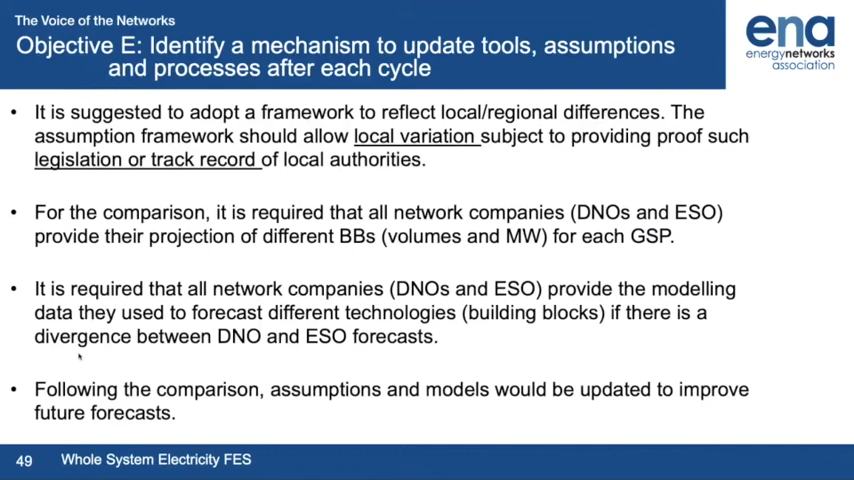 The Voice of the Networks
Objective E: Identify a mechanism to update tools, assumptions
and processes after each cycle
ena
energynetworks
association
• It is suggested to adopt a framework to reflect local/regional differences. The
assumption framework should allow local variation subject to providing proof such
legislation or track record of local authorities.
• For the comparison, it is required that all network companies (DNOs and ESO)
provide their projection of different BBs (volumes and MW) for each GSP.
• It is required that all network companies (DNOs and ESO) provide the modelling
data they used to forecast different technologies (building blocks) if there is a
divergence between DNO and ESO forecasts.
• Following the comparison, assumptions and models would be updated to improve
future forecasts.
49 Whole System Electricity FES